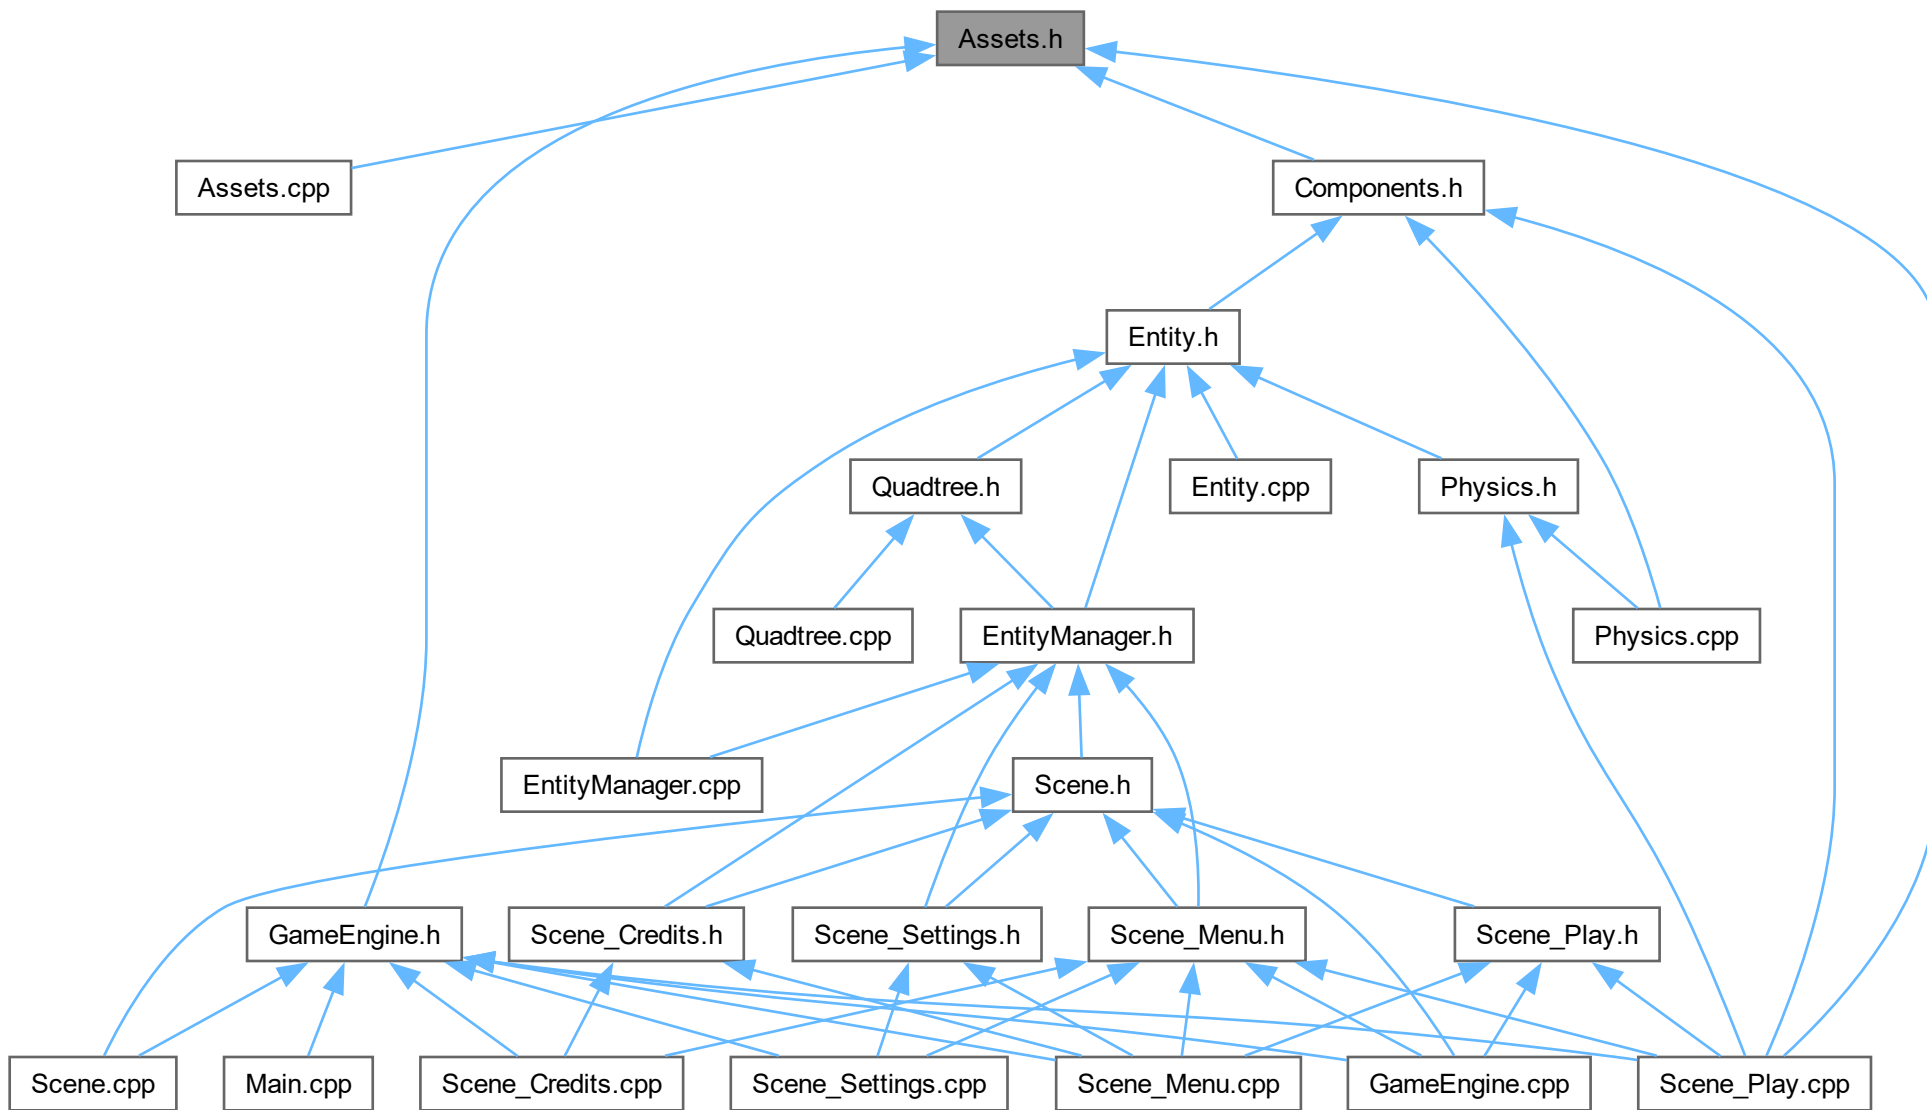 Assets.h
Assets.cpp
Components.h
Entity.h
Quadtree.h
Entity.cpp
Physics.h
Quadtree.cpp
EntityManager.h
Physics.cpp
EntityManager.cpp
Scene.h
GameEngine.h
Scene_Credits.h
Scene_Settings.h
Scene_Menu.h
Scene_Play.h
Scene.cpp
Main.cpp
Scene_Credits.cpp
Scene_Settings.cpp
Scene_Menu.cpp
GameEngine.cpp
Scene_Play.cpp